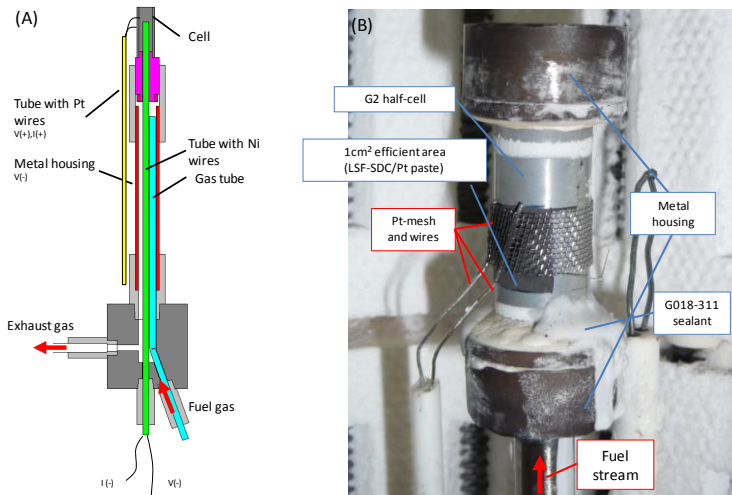 (A)
Cell
Tube with Pt
wires
V(+),I(+)
Metal housing
V(-)
Tube with Ni
wires
Gas tube
Exhaust gas
Fuel gas
I (-)
V(-)
(B)
G2 half-cell
1cm² efficient area
(LSF-SDC/Pt paste)
Pt-mesh
and wires
Metal
housing
G018-311
sealant
Fuel
stream